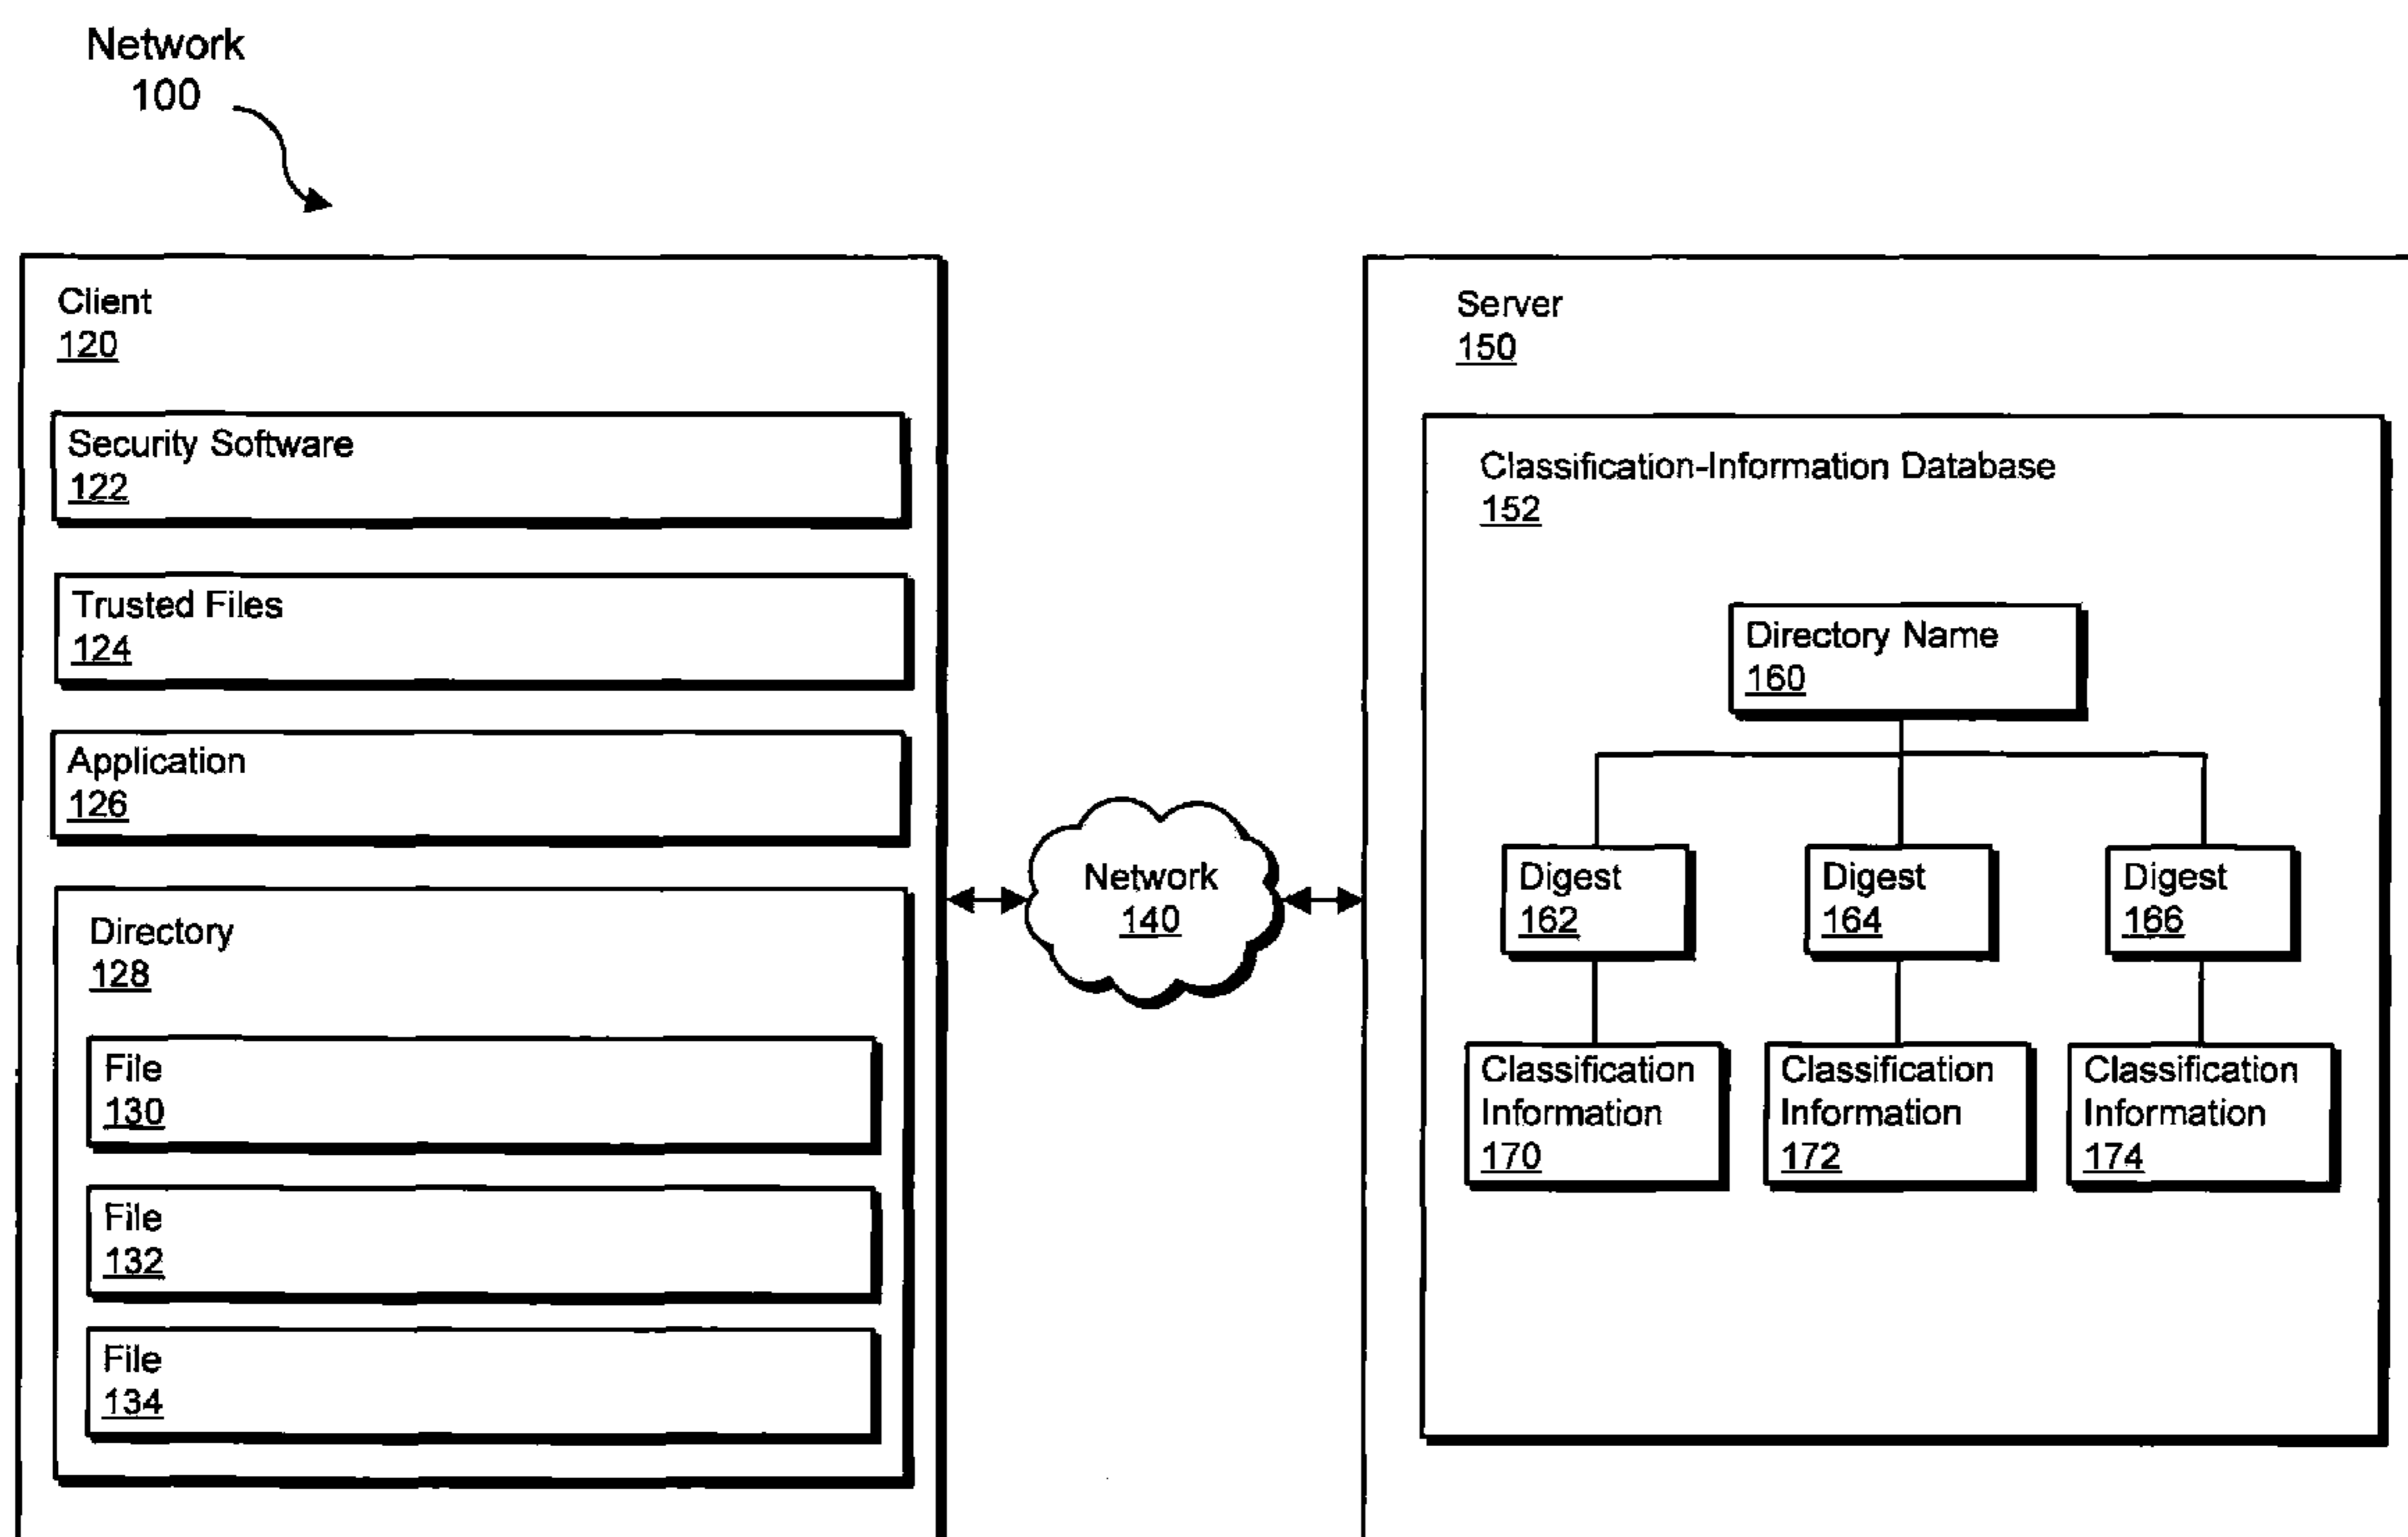 Network
100
Client
120
Security Software
122
Trusted Files
124
Application
126
Directory
128
File
130
File
132
File
134
Network
140
Server
150
Classification-Information Database
152
Directory Name
160
Digest
162
Digest
164
Digest
166
Classification
Information
170
Classification
Information
172
Classification
Information
174